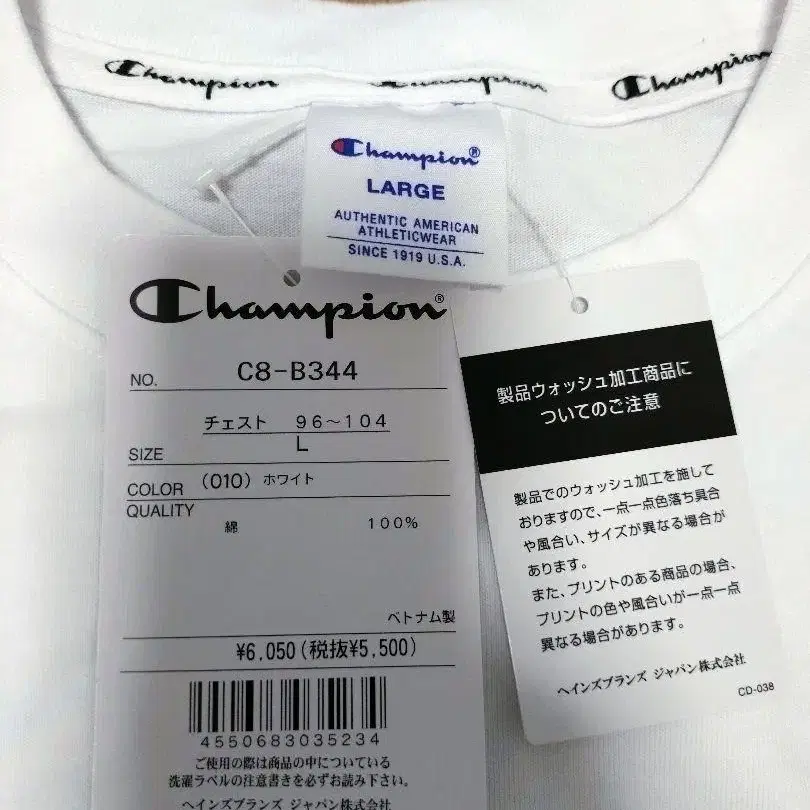 Champion Champion Champion
Champion®
LARGE
AUTHENTIC AMERICAN
ATHLETICWEAR
SINCE 1919 U.S.A.
Champion®
NO. C8-B344
チェスト 96～104
SIZE L
COLOR (010) ホワイト
QUALITY
綿 100%
ベトナム製
¥6,050(税抜¥5,500)
4550683035234
ご使用の際は商品の中についている
洗濯ラベルの注意書きを必ずお読み下さい。
ヘインズブランズ ジャパン株式会社
製品ウォッシュ加工商品に
ついてのご注意
製品でのウォッシュ加工を施して
おりますので、一点一点色落ち具合
や風合い、サイズが異なる場合が
あります。
また、プリントのある商品の場合、
プリントの色や風合いが一点一点
異なる場合があります。
ヘインズブランズ ジャパン株式会社
CD-038